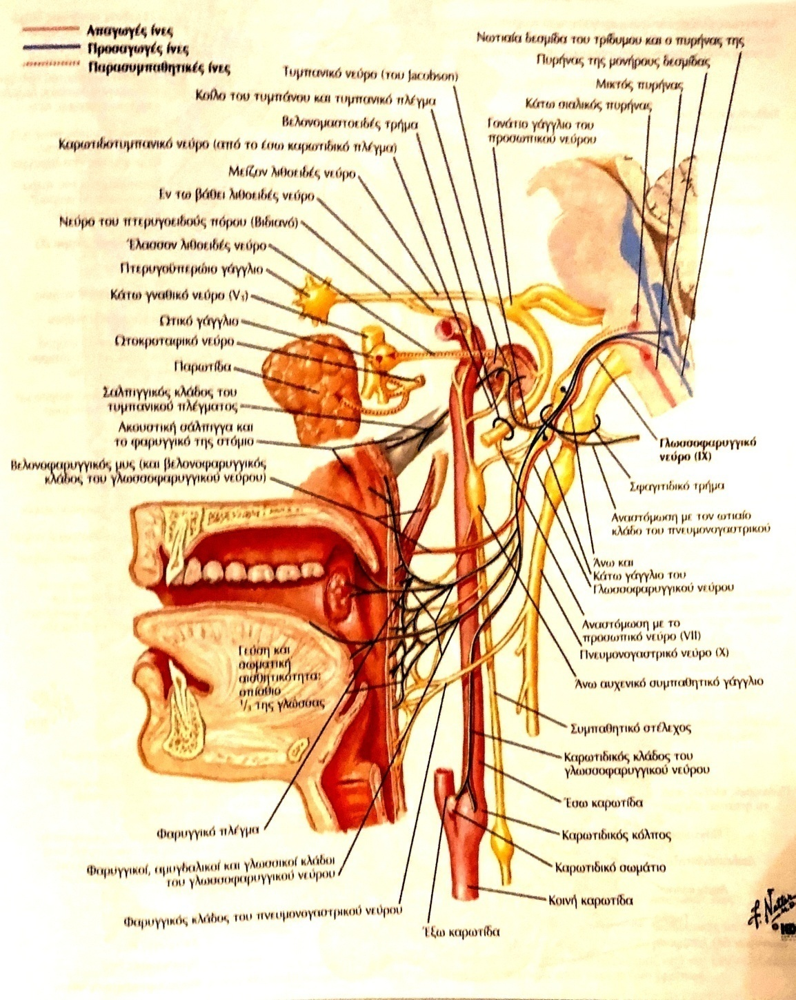 Απαγωγές ίνες
Προσαγωγές ίνες
Παρασυμπαθητικές ίνες
Νωτιαία δεσμίδα του τρίδυμου και ο πυρήνας της
Πυρήνας της μονήρους δεσμίδας
Μικτός πυρήνας
Κάτω σιαλικός πυρήνας
Γονάτιο γάγγλιο του
προσωπικού νεύρου
Τυμπανικό νεύρο (του Jacobson)
Κοίλο του τυμπάνου και τυμπανικό πλέγμα
Βελονομαστοειδές τρήμα
Καρωτιδοτυμπανικό νεύρο (από το έσω καρωτιδικό πλέγμα)
Μείζον λιθοειδές νεύρο
Εν τω βάθει λιθοειδές νεύρο
Νεύρο του πτερυγοειδούς πόρου (Βιδιανό)
Έλασσον λιθοειδές νεύρο
Πτερυγοϋπερώιο γάγγλιο
Κάτω γναθικό νεύρο (V₃)
Ωτικό γάγγλιο
Ωτοκροταφικό νεύρο
Παρωτίδα
Σαλπιγγικός κλάδος του
τυμπανικού πλέγματος
Ακουστική σάλπιγγα και
το φαρυγγικό της στόμιο
Βελονοφαρυγγικός μυς (και βελονοφαρυγγικός
κλάδος του γλωσσοφαρυγγικού νεύρου)
Γεύση και
σωματική
αισθητικότητα:
οπίσθιο
⅓ της γλώσσας
Γλωσσοφαρυγγικό
νεύρο (IX)
Σφαγιτιδικό τρήμα
Αναστόμωση με τον ωτιαίο
κλάδο του πνευμονογαστρικού
Άνω και
Κάτω γάγγλιο του
Γλωσσοφαρυγγικού νεύρου
Αναστόμωση με το
προσωπικό νεύρο (VII)
Πνευμονογαστρικό νεύρο (X)
Άνω αυχενικό συμπαθητικό γάγγλιο
Συμπαθητικό στέλεχος
Καρωτιδικός κλάδος του
γλωσσοφαρυγγικού νεύρου
Έσω καρωτίδα
Καρωτιδικός κόλπος
Καρωτιδικό σωμάτιο
Κοινή καρωτίδα
Φαρυγγικό πλέγμα
Φαρυγγικοί, αμυγδαλικοί και γλωσσικοί κλάδοι
του γλωσσοφαρυγγικού νεύρου
Φαρυγγικός κλάδος του πνευμονογαστρικού νεύρου
Έξω καρωτίδα
F. Netter